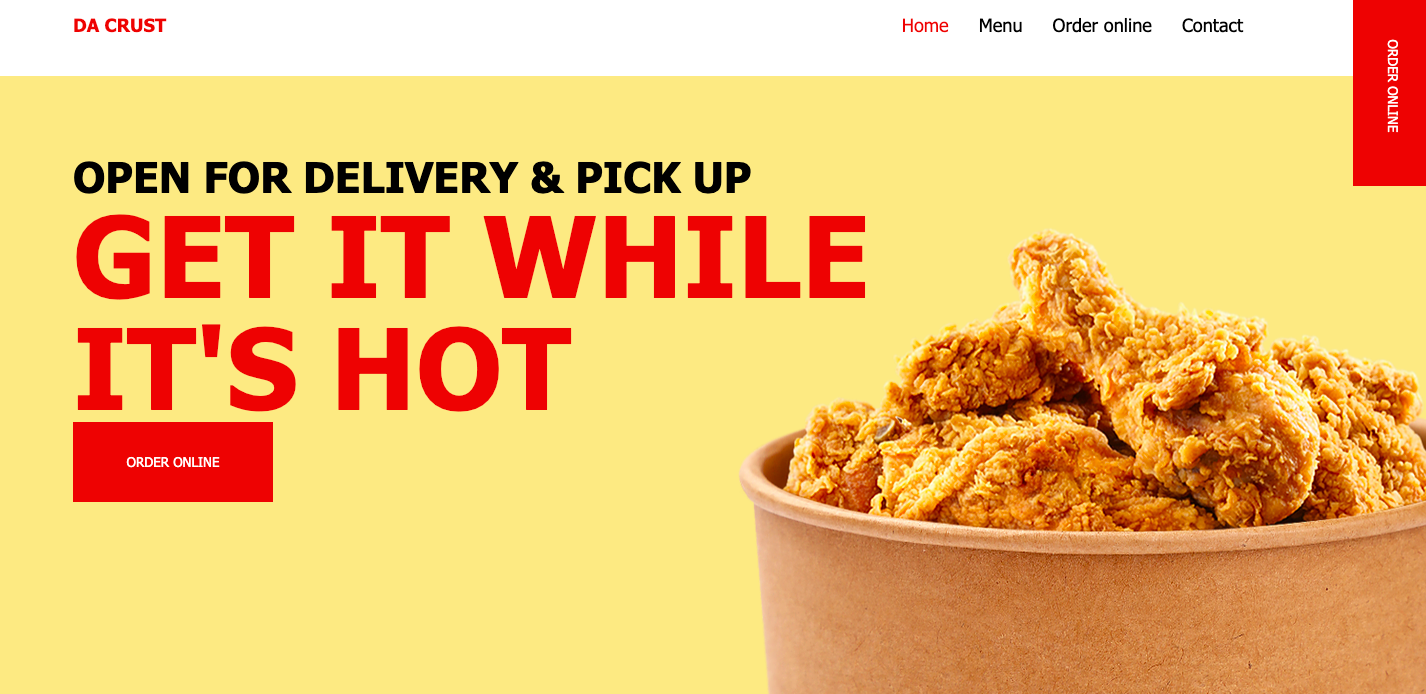 DA CRUST
Home Menu Order online Contact
ORDER ONLINE
OPEN FOR DELIVERY & PICK UP
GET IT WHILE
IT'S HOT
ORDER ONLINE